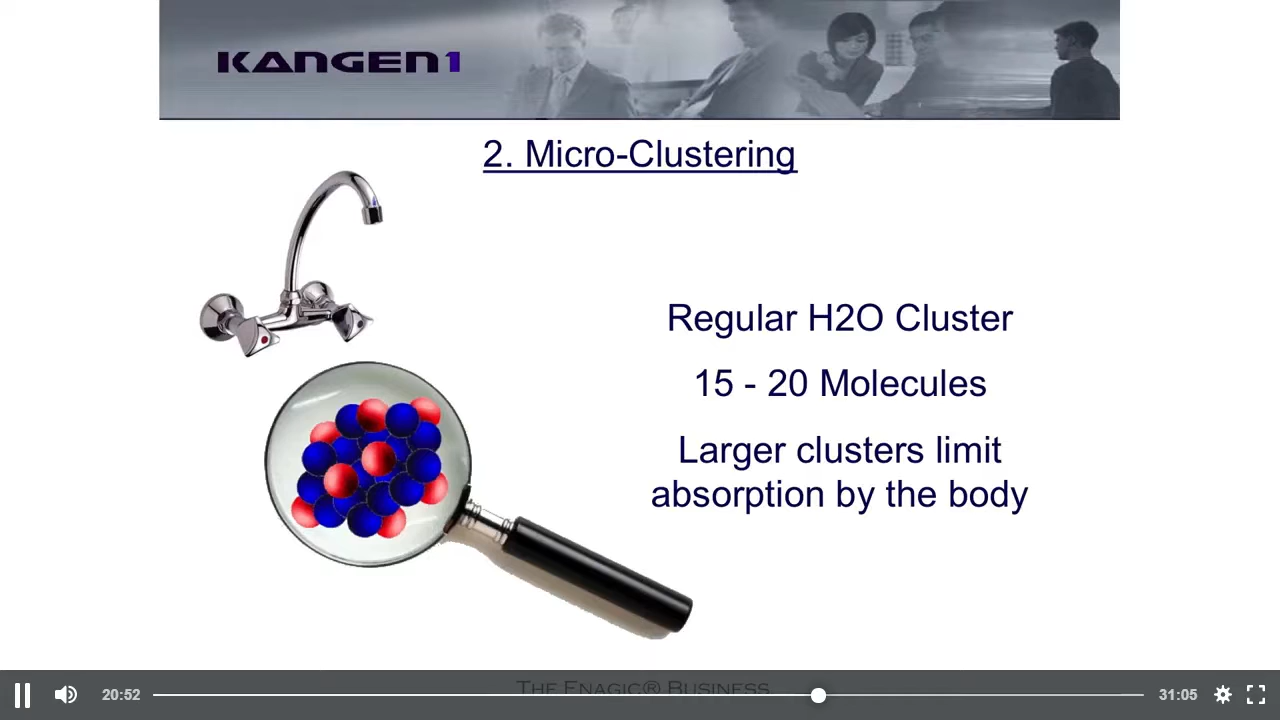 KANGEN1
2. Micro-Clustering
Regular H2O Cluster
15 - 20 Molecules
Larger clusters limit
absorption by the body
The Enagic® Business
20:52
31:05